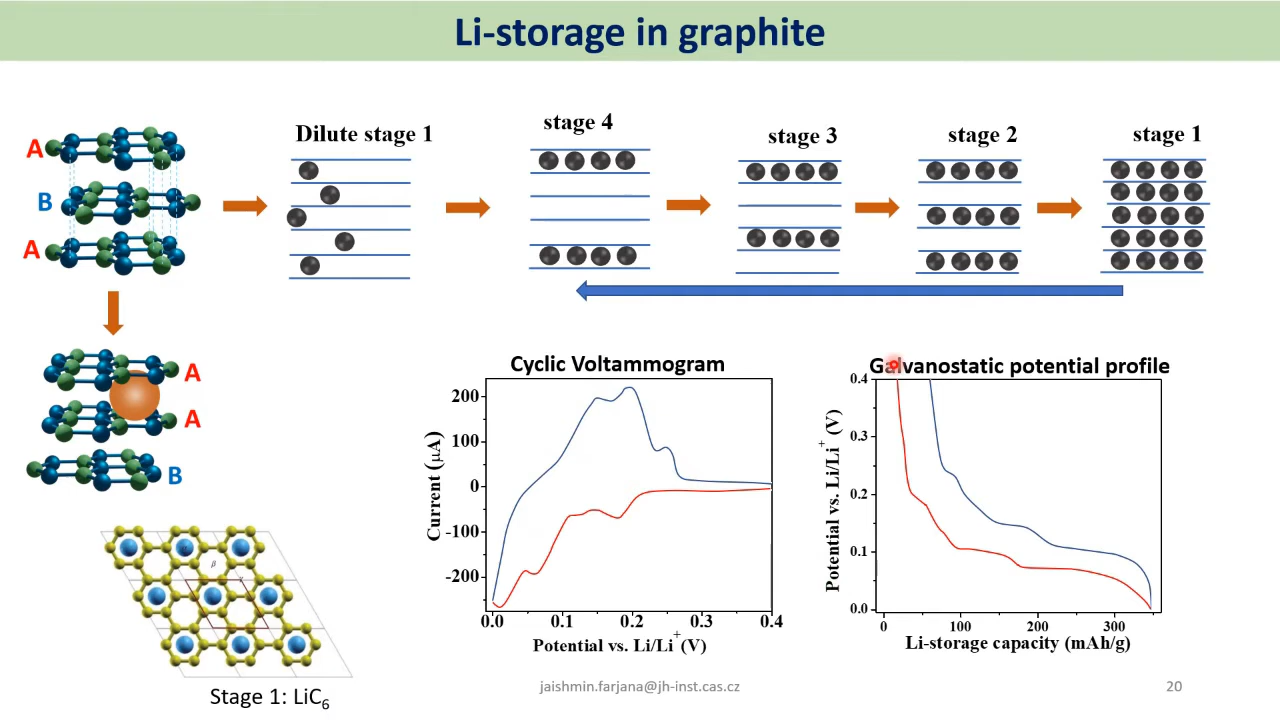 Li-storage in graphite
A
B
A
Dilute stage 1
stage 4
stage 3
stage 2
stage 1
A
A
B
β
Stage 1: LiC₆
Cyclic Voltammogram
Current (μA)
200
100
0
-100
-200
0.0 0.1 0.2 0.3 0.4
Potential vs. Li/Li⁺(V)
Galvanostatic potential profile
Potential vs. Li/Li⁺ (V)
0.4
0.3
0.2
0.1
0.0
0 100 200 300
Li-storage capacity (mAh/g)
jaishmin.farjana@jh-inst.cas.cz
20